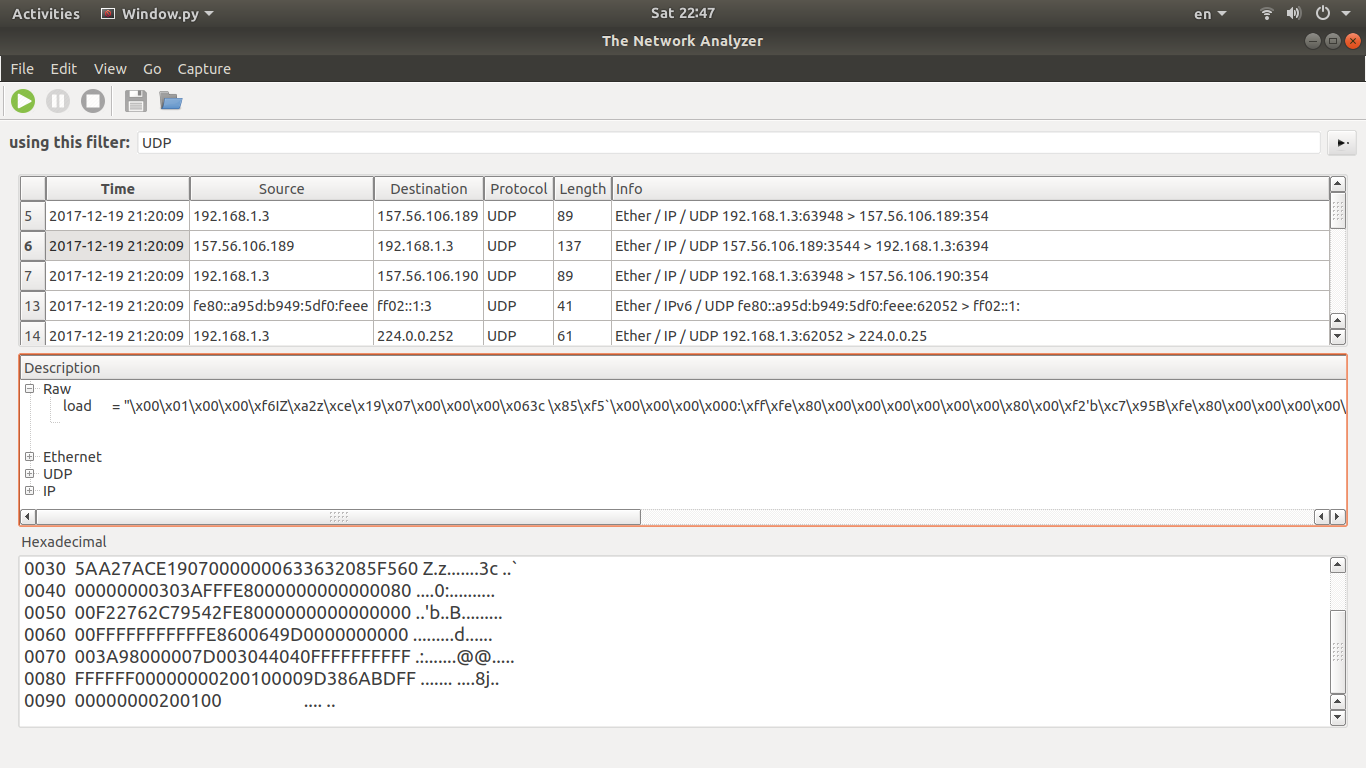 Activities Window.py Sat 22:47 en
The Network Analyzer
File Edit View Go Capture
using this filter: UDP
Time Source Destination Protocol Length Info
5 2017-12-19 21:20:09 192.168.1.3 157.56.106.189 UDP 89 Ether / IP / UDP 192.168.1.3:63948 > 157.56.106.189:354
6 2017-12-19 21:20:09 157.56.106.189 192.168.1.3 UDP 137 Ether / IP / UDP 157.56.106.189:3544 > 192.168.1.3:6394
7 2017-12-19 21:20:09 192.168.1.3 157.56.106.190 UDP 89 Ether / IP / UDP 192.168.1.3:63948 > 157.56.106.190:354
13 2017-12-19 21:20:09 fe80::a95d:b949:5df0:feee ff02::1:3 UDP 41 Ether / IPv6 / UDP fe80::a95d:b949:5df0:feee:62052 > ff02::1:
14 2017-12-19 21:20:09 192.168.1.3 224.0.0.252 UDP 61 Ether / IP / UDP 192.168.1.3:62052 > 224.0.0.25
Description
Raw
load = "\x00\x01\x00\x00\xf6IZ\xa2z\xce\x19\x07\x00\x00\x00\x063c \x85\xf5`\x00\x00\x00\x000:\xff\xfe\x80\x00\x00\x00\x00\x00\x00\x80\x00\xf2'b\xc7\x95B\xfe\x80\x00\x00\x00\x00\
Ethernet
UDP
IP
Hexadecimal
0030 5AA27ACE19070000000633632085F560 Z.z.......3c ..`
0040 00000000303AFFFE8000000000000080 ....0:..........
0050 00F22762C79542FE8000000000000000 ..'b..B.........
0060 00FFFFFFFFFFFE8600649D0000000000 .........d......
0070 003A98000007D003044040FFFFFFFFFF .:.......@@.....
0080 FFFFFF00000000200100009D386ABDFF ....... ....8j..
0090 00000000200100 .... ..